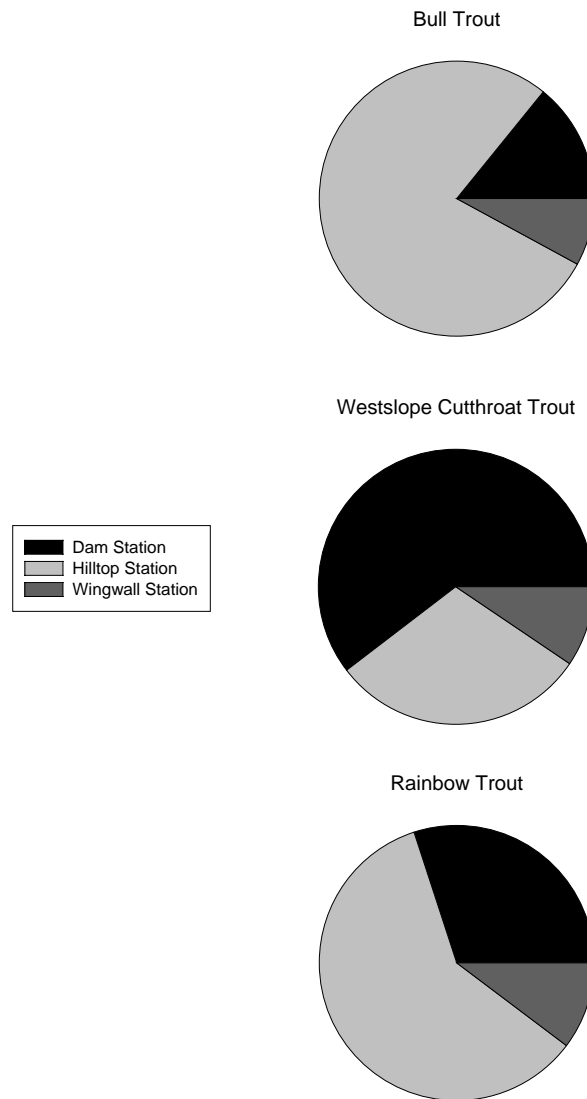 Bull Trout
Westslope Cutthroat Trout
Dam Station
Hilltop Station
Wingwall Station
Rainbow Trout